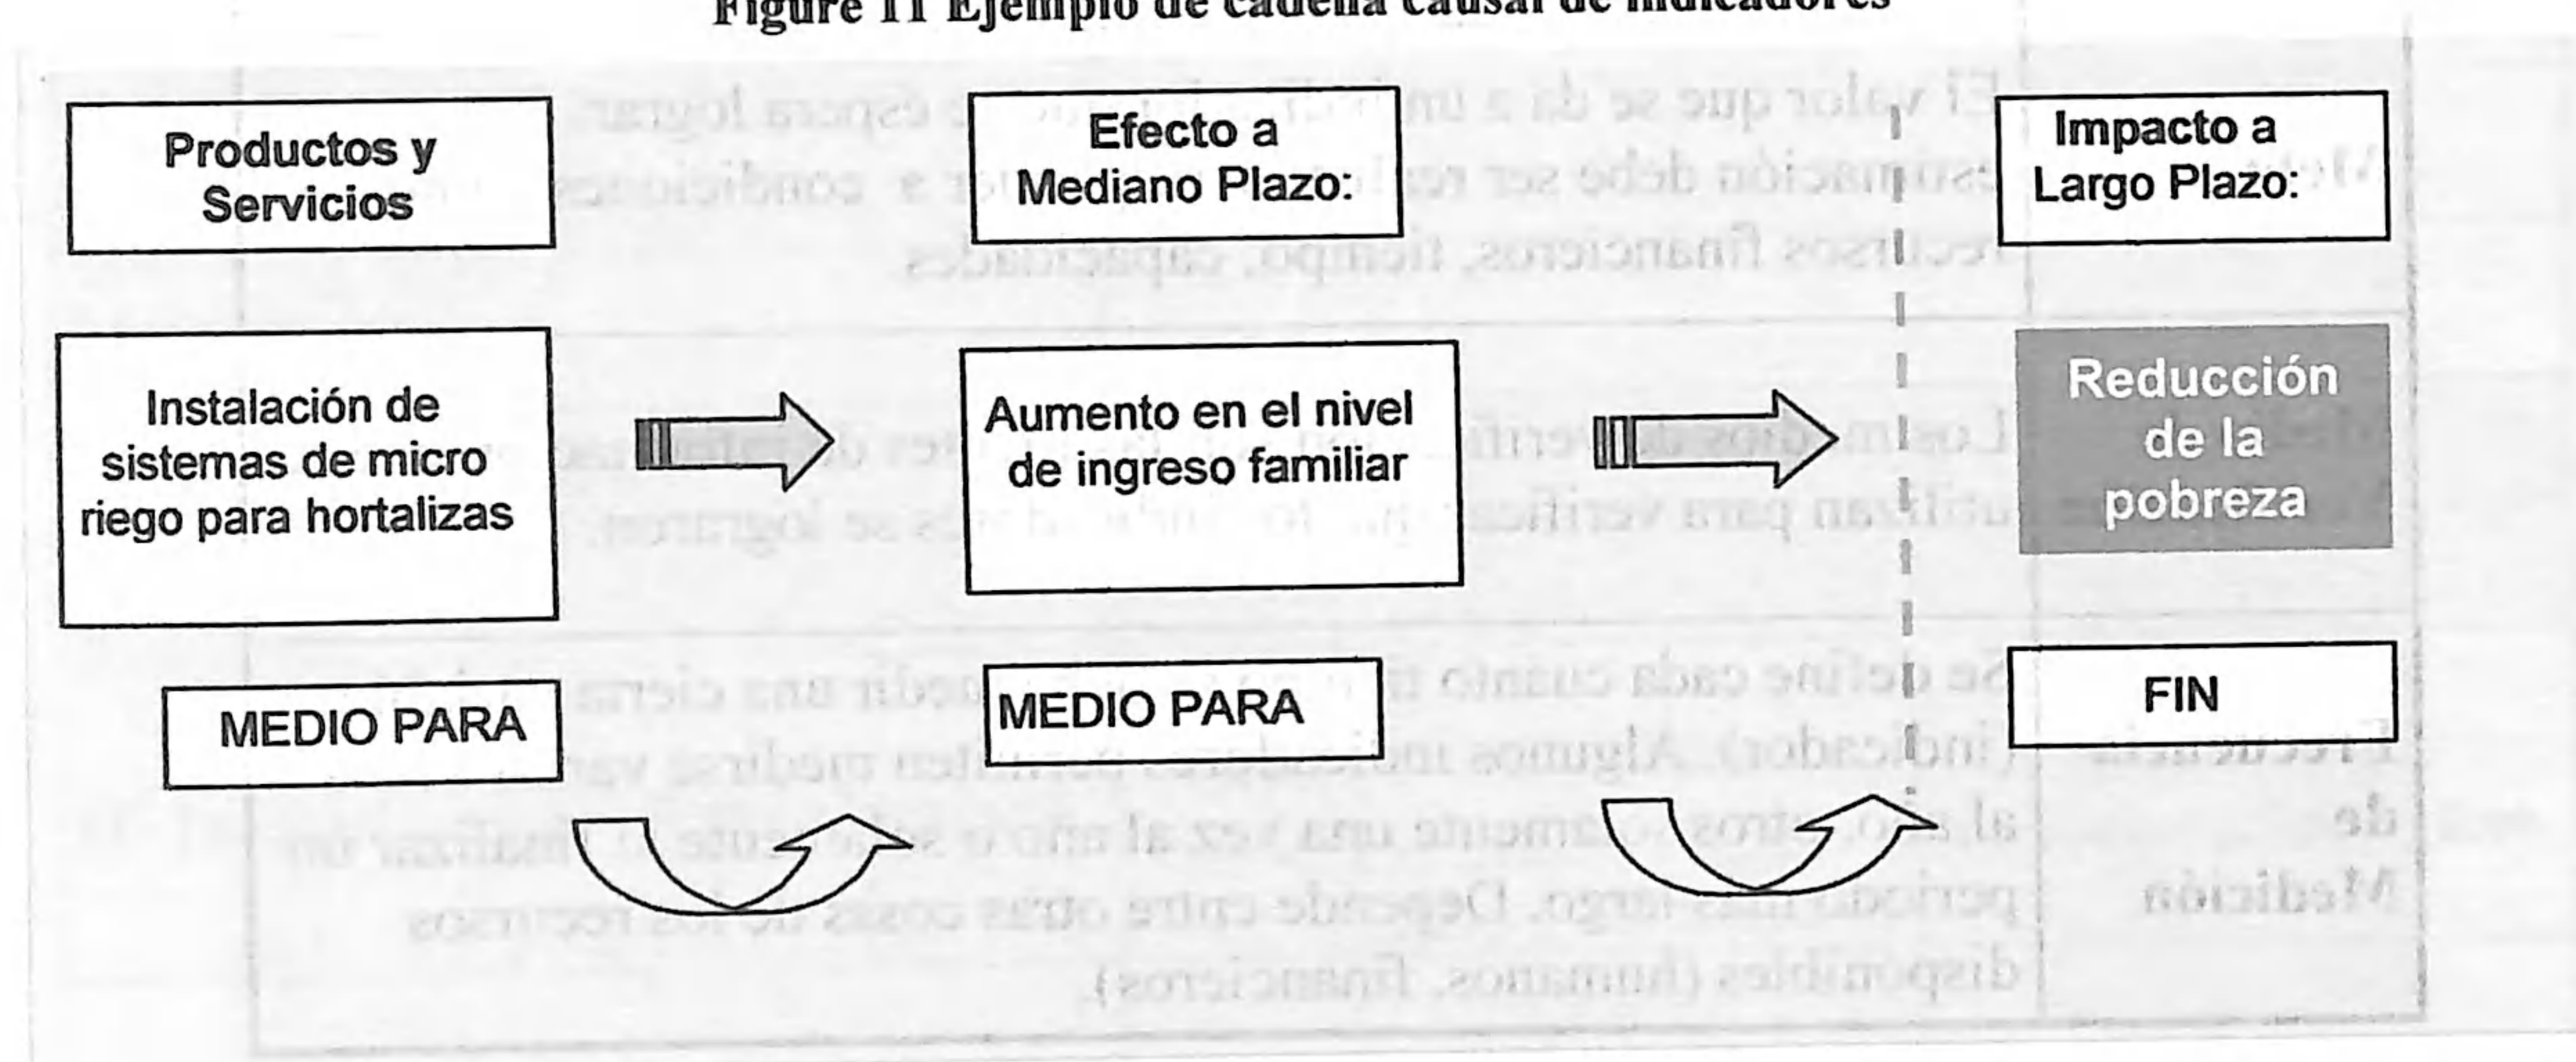 Figure 11 Ejemplo de cadena causal de indicadores
Productos y
Servicios
Efecto a
Mediano Plazo:
Impacto a
Largo Plazo:
Instalación de
sistemas de micro
riego para hortalizas
Aumento en el nivel
de ingreso familiar
Reducción
de la
pobreza
MEDIO PARA
MEDIO PARA
FIN